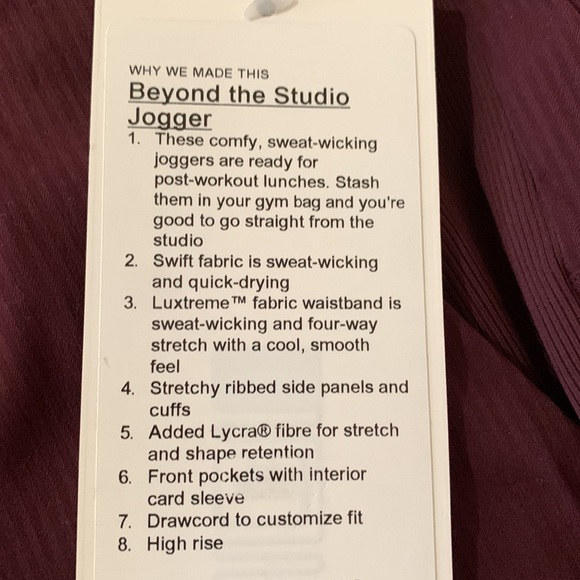 WHY WE MADE THIS
Beyond the Studio
Jogger
1. These comfy, sweat-wicking
joggers are ready for
post-workout lunches. Stash
them in your gym bag and you're
good to go straight from the
studio
2. Swift fabric is sweat-wicking
and quick-drying
3. Luxtreme™ fabric waistband is
sweat-wicking and four-way
stretch with a cool, smooth
feel
4. Stretchy ribbed side panels and
cuffs
5. Added Lycra® fibre for stretch
and shape retention
6. Front pockets with interior
card sleeve
7. Drawcord to customize fit
8. High rise